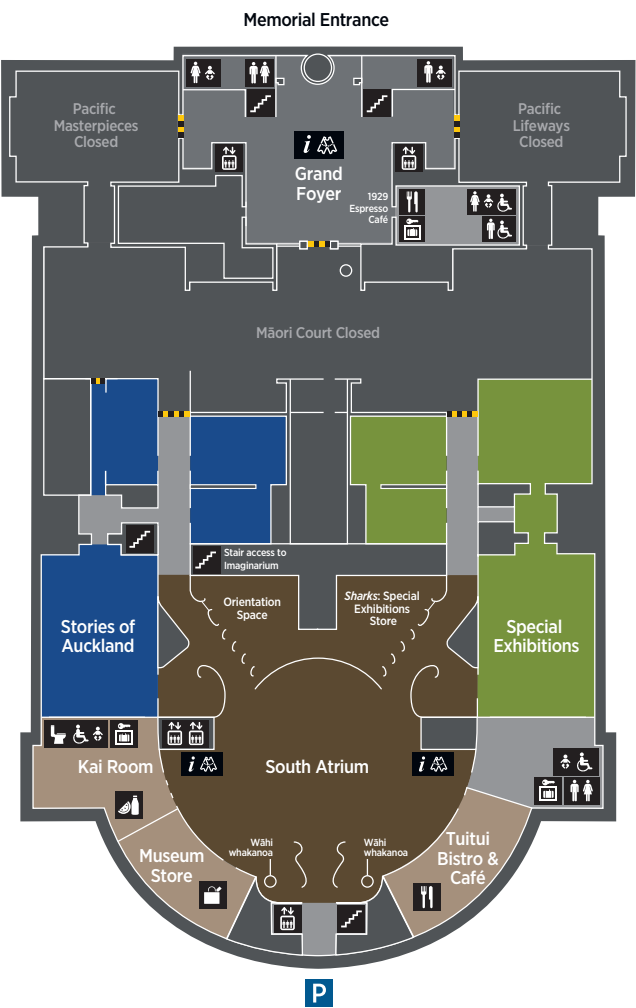 Memorial Entrance
Pacific
Masterpieces
Closed
Pacific
Lifeways
Closed
i
Grand
Foyer
1929
Espresso
Café
Māori Court Closed
Stair access to
Imaginarium
Orientation
Space
Sharks: Special
Exhibitions
Store
Stories of
Auckland
Special
Exhibitions
Kai Room
i
South Atrium
i
Museum
Store
Wāhi
whakanoa
Wāhi
whakanoa
Tuitui
Bistro &
Café
P